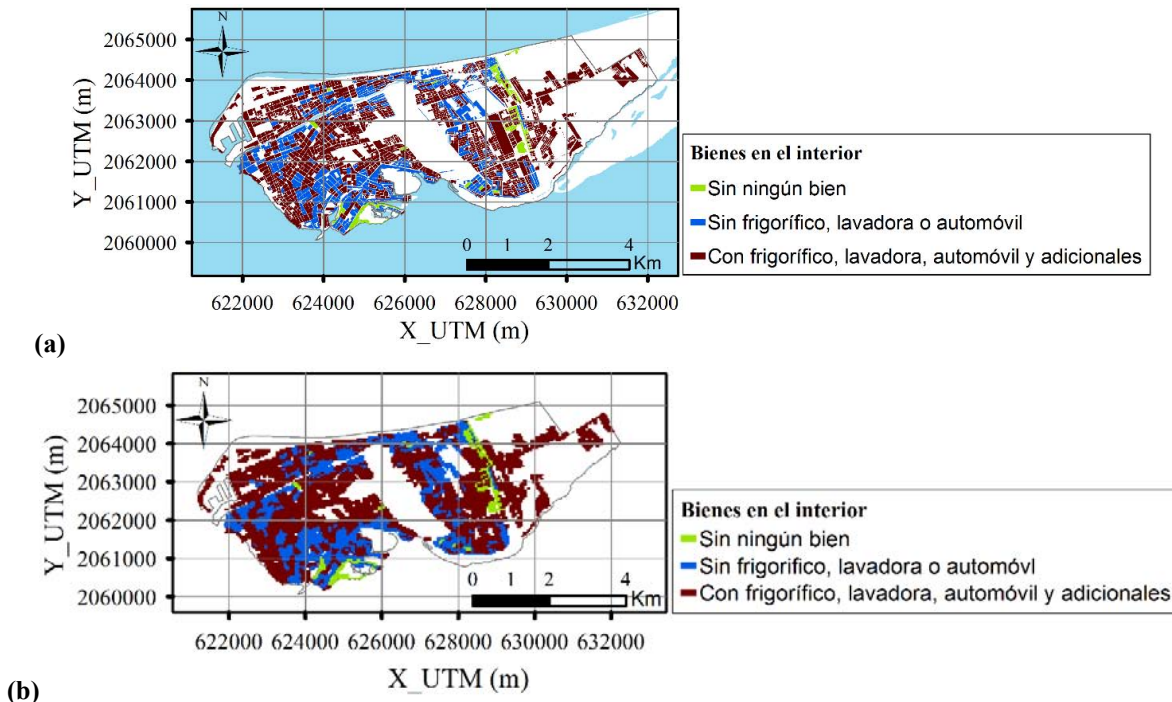 N
2065000
2064000
2063000
2062000
2061000
2060000
Y_UTM (m)
0 1 2 4
Km
622000 624000 626000 628000 630000 632000
X_UTM (m)
Bienes en el interior
Sin ningún bien
Sin frigorífico, lavadora o automóvil
Con frigorífico, lavadora, automóvil y adicionales
(a)
N
2065000
2064000
2063000
2062000
2061000
2060000
Y_UTM (m)
0 1 2 4
Km
622000 624000 626000 628000 630000 632000
X_UTM (m)
Bienes en el interior
Sin ningún bien
Sin frigorifico, lavadora o automóvl
Con frigorífico, lavadora, automóvil y adicionales
(b)